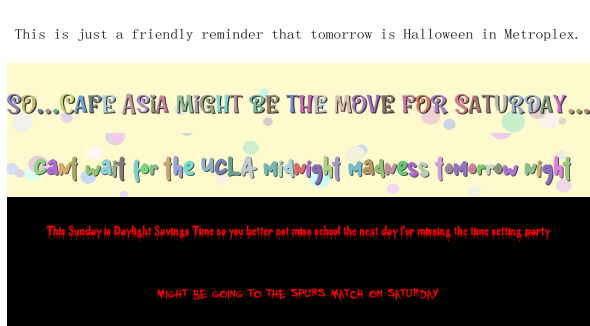 This is just a friendly reminder that tomorrow is Halloween in Metroplex.
SO...CAFE ASIA MIGHT BE THE MOVE FOR SATURDAY...
Cant wait for the UCLA midnight madness tomorrow night
This Sunday is Daylight Savings Time so you better not miss school the next day for missing the time setting party
MIGHT BE GOING TO THE SPURS MATCH ON SATURDAY